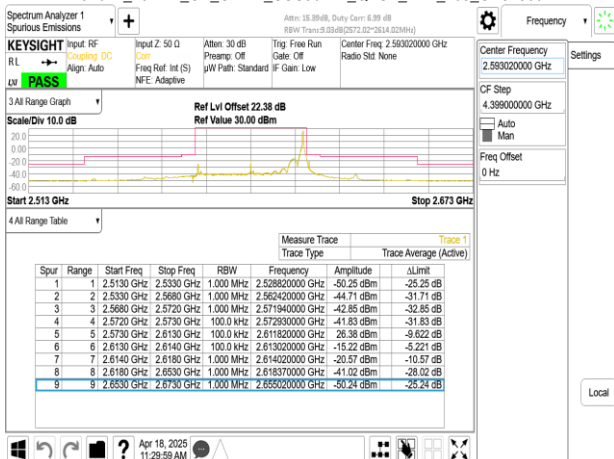 Spectrum Analyzer 1
Spurious Emissions
Attn: 15.99dB, Duty Corr: 6.99 dB
RBW Trans:9.03dB(2572.02~2614.02MHz)
Frequency
KEYSIGHT
RL
PASS
Input: RF
Coupling: DC
Align: Auto
Input Z: 50 Ω
Corr
Freq Ref: Int (S)
NFE: Adaptive
Atten: 30 dB
Preamp: Off
µW Path: Standard
Trig: Free Run
Gate: Off
IF Gain: Low
Center Freq: 2.593020000 GHz
Radio Std: None
Center Frequency
2.593020000 GHz
Settings
CF Step
4.399000000 GHz
Auto
Man
Freq Offset
0 Hz
3 All Range Graph
Scale/Div 10.0 dB
Ref Lvl Offset 22.38 dB
Ref Value 30.00 dBm
20.0
0.00
-20.0
-40.0
-60.0
Start 2.513 GHz
Stop 2.673 GHz
4 All Range Table
Measure Trace Trace 1
Trace Type Trace Average (Active)
Spur Range Start Freq Stop Freq RBW Frequency Amplitude ΔLimit
1 1 2.5130 GHz 2.5330 GHz 1.000 MHz 2.528820000 GHz -50.25 dBm -25.25 dB
2 2 2.5330 GHz 2.5680 GHz 1.000 MHz 2.562420000 GHz -44.71 dBm -31.71 dB
3 3 2.5680 GHz 2.5720 GHz 1.000 MHz 2.571940000 GHz -42.85 dBm -32.85 dB
4 4 2.5720 GHz 2.5730 GHz 100.0 kHz 2.572930000 GHz -41.83 dBm -31.83 dB
5 5 2.5730 GHz 2.6130 GHz 100.0 kHz 2.611820000 GHz 26.38 dBm -9.622 dB
6 6 2.6130 GHz 2.6140 GHz 100.0 kHz 2.613020000 GHz -15.22 dBm -5.221 dB
7 7 2.6140 GHz 2.6180 GHz 1.000 MHz 2.614020000 GHz -20.57 dBm -10.57 dB
8 8 2.6180 GHz 2.6530 GHz 1.000 MHz 2.618370000 GHz -41.02 dBm -28.02 dB
9 9 2.6530 GHz 2.6730 GHz 1.000 MHz 2.655020000 GHz -50.24 dBm -25.24 dB
Local
Apr 18, 2025
11:29:59 AM